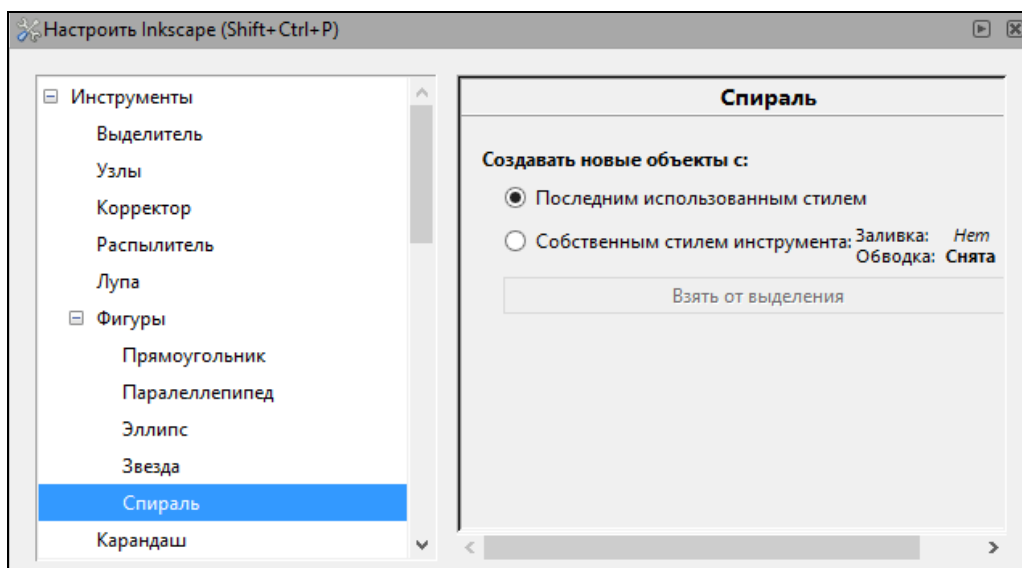 Настроить Inkscape (Shift+Ctrl+P)
Инструменты
Выделитель
Узлы
Корректор
Распылитель
Лупа
Фигуры
Прямоугольник
Паралеллепипед
Эллипс
Звезда
Спираль
Карандаш
Спираль
Создавать новые объекты с:
Последним использованным стилем
Собственным стилем инструмента: Заливка: Нет
Обводка: Снята
Взять от выделения